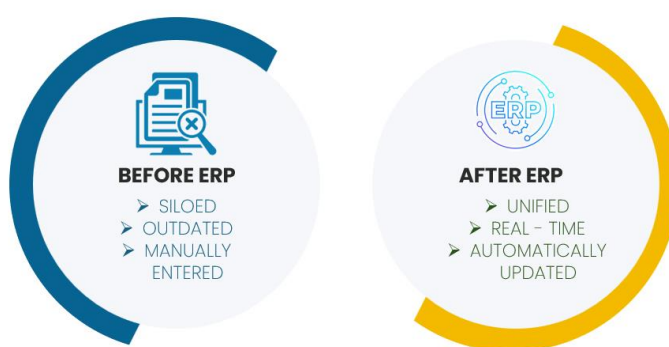 BEFORE ERP
➢ SILOED
➢ OUTDATED
➢ MANUALLY
ENTERED
ERP
AFTER ERP
➢ UNIFIED
➢ REAL - TIME
➢ AUTOMATICALLY
UPDATED